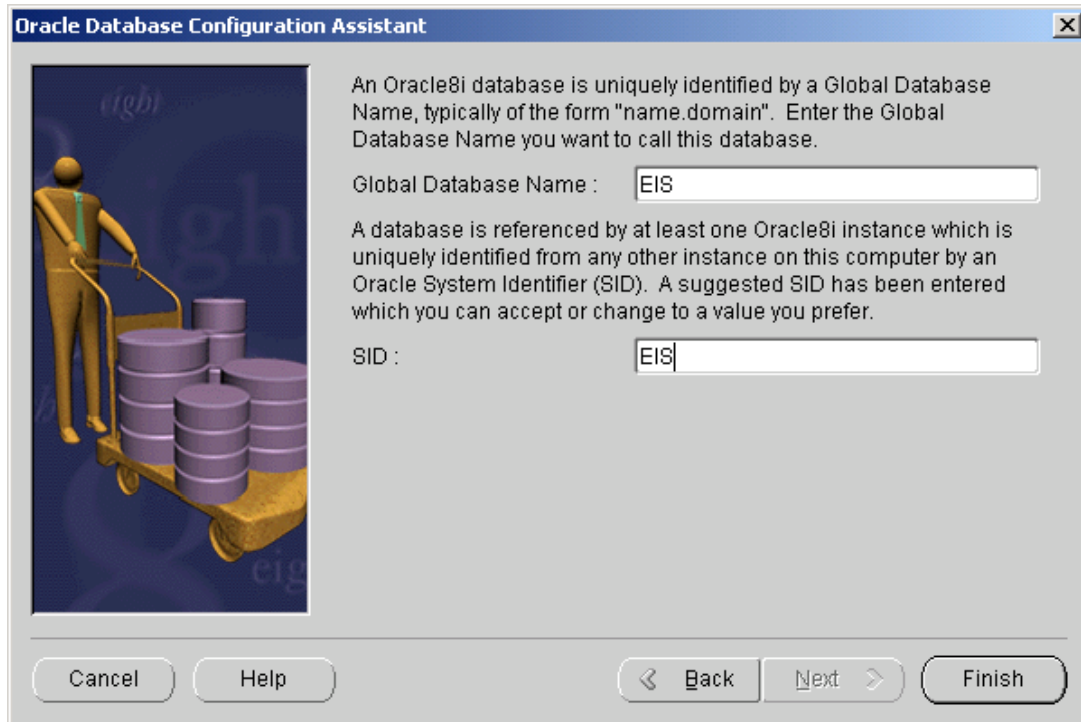 Oracle Database Configuration Assistant
eight
An Oracle8i database is uniquely identified by a Global Database
Name, typically of the form "name.domain".  Enter the Global
Database Name you want to call this database.
Global Database Name :
EIS
A database is referenced by at least one Oracle8i instance which is
uniquely identified from any other instance on this computer by an
Oracle System Identifier (SID).  A suggested SID has been entered
which you can accept or change to a value you prefer.
SID :
EIS
Cancel
Help
Back
Next
Finish